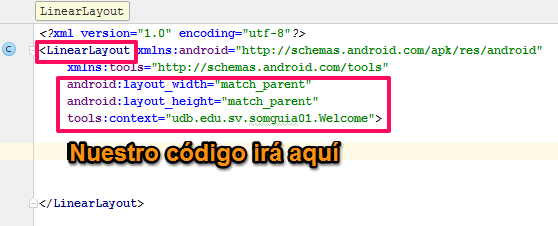 LinearLayout
<?xml version="1.0" encoding="utf-8"?>
C <LinearLayout xmlns:android="http://schemas.android.com/apk/res/android"
xmlns:tools="http://schemas.android.com/tools"
android:layout_width="match_parent"
android:layout_height="match_parent"
tools:context="udb.edu.sv.somguia01.Welcome">
Nuestro código irá aquí
</LinearLayout>